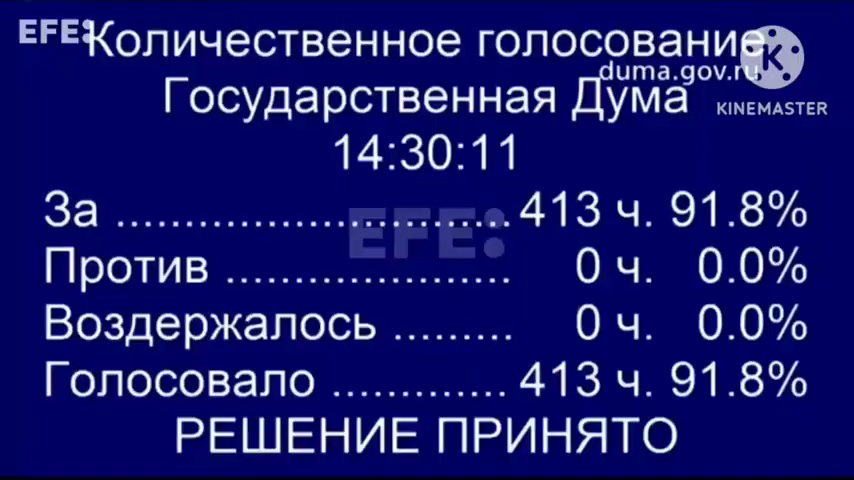 EFE:
Количественное голосование
duma.gov.ru
KINEMASTER
Государственная Дума
14:30:11
За .............................. 413 ч. 91.8%
EFE:
Против ..................... 0 ч. 0.0%
Воздержалось ......... 0 ч. 0.0%
Голосовало ............. 413 ч. 91.8%
РЕШЕНИЕ ПРИНЯТО